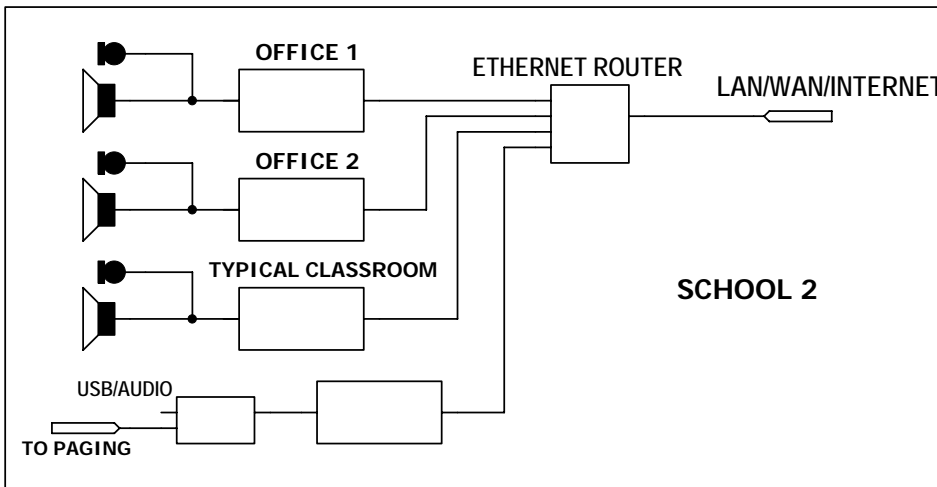 OFFICE 1
ETHERNET ROUTER
LAN/WAN/INTERNET
OFFICE 2
TYPICAL CLASSROOM
SCHOOL 2
USB/AUDIO
TO PAGING